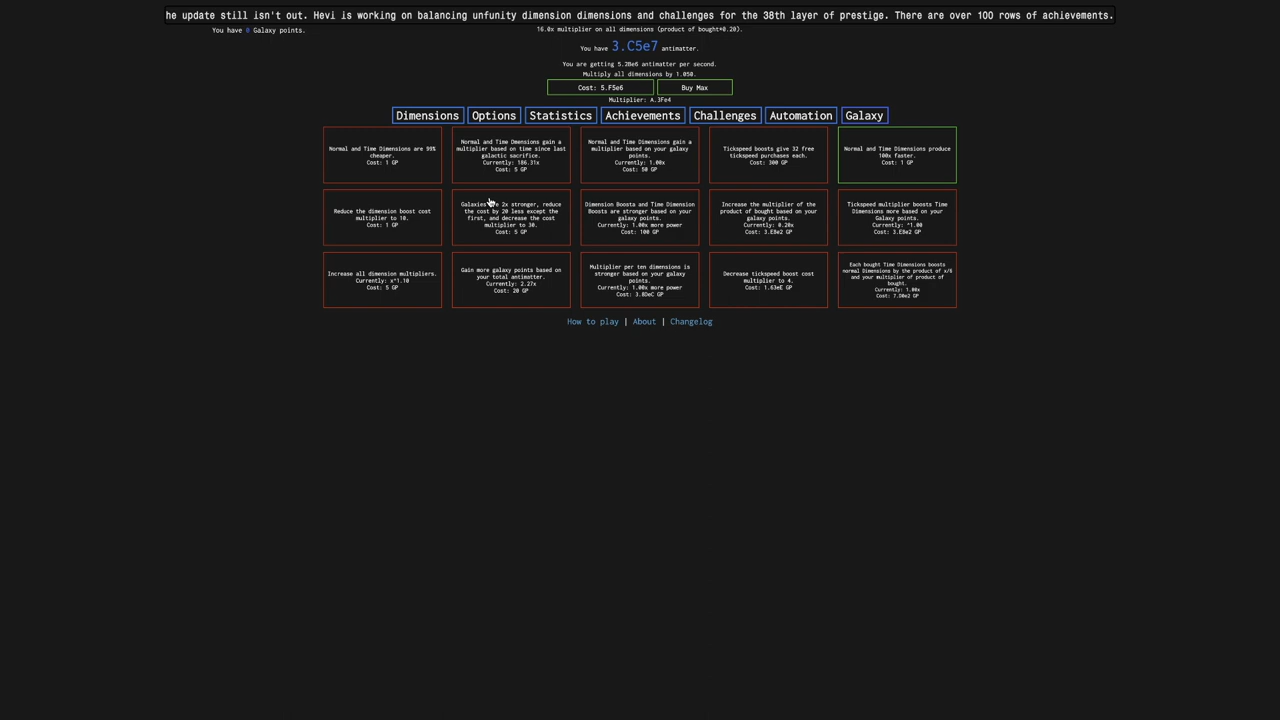 he update still isn't out. Hevi is working on balancing unfunity dimension dimensions and challenges for the 38th layer of prestige. There are over 100 rows of achievements.
You have 0 Galaxy points.
16.0x multiplier on all dimensions (product of bought+0.20).
You have 3.C5e7 antimatter.
You are getting 5.2Be6 antimatter per second.
Multiply all dimensions by 1.050.
Cost: 5.F5e6
Buy Max
Multiplier: A.3Fe4
Dimensions
Options
Statistics
Achievements
Challenges
Automation
Galaxy
Normal and Time Dimensions are 99%
cheaper.
Cost: 1 GP
Normal and Time Dmensions gain a
multiplier based on time since last
galactic sacrifice.
Currently: 186.31x
Cost: 5 GP
Normal and Time Dimensions gain a
multiplier based on your galaxy
points.
Currently: 1.00x
Cost: 50 GP
Tickspeed boosts give 32 free
tickspeed purchases each.
Cost: 300 GP
Normal and Time Dimensions produce
100x faster.
Cost: 1 GP
Reduce the dimension boost cost
multiplier to 10.
Cost: 1 GP
Galaxies 2x stronger, reduce
the cost by 20 less except the
first, and decrease the cost
multiplier to 30.
Cost: 5 GP
Dimension Boosta and Time Dimension
Boosts are stronger based on your
galaxy points.
Currently: 1.00x more power
Cost: 100 GP
Increase the multiplier of the
product of bought based on your
galaxy points.
Currently: 0.20x
Cost: 3.E8e2 GP
Tickspeed multiplier boosts Time
Dimensions more based on your
Galaxy points.
Currently: ^1.00
Cost: 3.E8e2 GP
Increase all dimension multipliers.
Currently: x^1.10
Cost: 5 GP
Gain more galaxy points based on
your total antimatter.
Currently: 2.27x
Cost: 20 GP
Multiplier per ten dimensions is
stronger based on your galaxy
points.
Currently: 1.00x more power
Cost: 3.8DeC GP
Decrease tickspeed boost cost
multiplier to 4.
Cost: 1.63eE GP
Each bought Time Dimensions boosts
normal Dimensions by the product of x/6
and your multiplier of product of
bought.
Currently: 1.00x
Cost: 7.D0e2 GP
How to play | About | Changelog